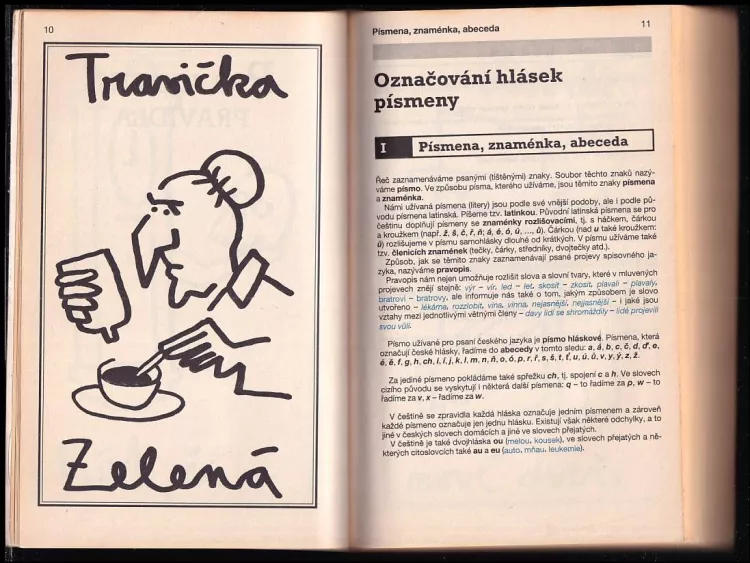 10
Travička
Zelená
Písmena, znaménka, abeceda
11
Označování hlásek
písmeny
I Písmena, znaménka, abeceda
Řeč zaznamenáváme psanými (tištěnými) znaky. Soubor těchto znaků nazý-
váme písmo. Ve způsobu písma, kterého užíváme, jsou těmito znaky písmena
a znaménka.
Námi užívaná písmena (litery) jsou podle své vnější podoby, ale i podle pů-
vodu písmena latinská. Píšeme tzv. latinkou. Původní latinská písmena se pro
češtinu doplňují písmeny se znaménky rozlišovacími, tj. s háčkem, čárkou
a kroužkem (např. ž, š, č, ř, ň; á, é, ó, ú, ..., ů). Čárkou (nad u také kroužkem:
ů) rozlišujeme v písmu samohlásky dlouhé od krátkých. V písmu užíváme také
tzv. členicích znamének (tečky, čárky, středníky, dvojtečky atd.).
Způsob, jak se těmito znaky zaznamenávají psané projevy spisovného ja-
zyka, nazýváme pravopis.
Pravopis nám nejen umožňuje rozlišit slova a slovní tvary, které v mluvených
projevech znějí stejně: výr – vír, led – let, skosit – zkosit, plavali – plavaly,
bratrovi – bratrovy, ale informuje nás také o tom, jakým způsobem je slovo
utvořeno – lékárna, rozzlobit, vina, vinna, nejasnější, nejjasnější – i jaké jsou
vztahy mezi jednotlivými větnými členy – davy lidí se shromáždily – lidé projevili
svou vůli.
Písmo užívané pro psaní českého jazyka je písmo hláskové. Písmena, která
označují české hlásky, řadíme do abecedy v tomto sledu: a, á, b, c, č, d, ď, e,
é, ě, f, g, h, ch, i, í, j, k, l, m, n, ň, o, ó, p, r, ř, s, š, t, ť, u, ú, ů, v, y, ý, z, ž.
Za jediné písmeno pokládáme také spřežku ch, tj. spojení c a h. Ve slovech
cizího původu se vyskytují i některá další písmena: q – to řadíme za p, w – to
řadíme za v, x – řadíme za w.
V češtině se zpravidla každá hláska označuje jedním písmenem a zároveň
každé písmeno označuje jen jednu hlásku. Existují však některé odchylky, a to
jiné v českých slovech domácích a jiné ve slovech přejatých.
V češtině je také dvojhláska ou (melou, kousek), ve slovech přejatých a ně-
kterých citoslovcích také au a eu (auto, mňau, leukemie).